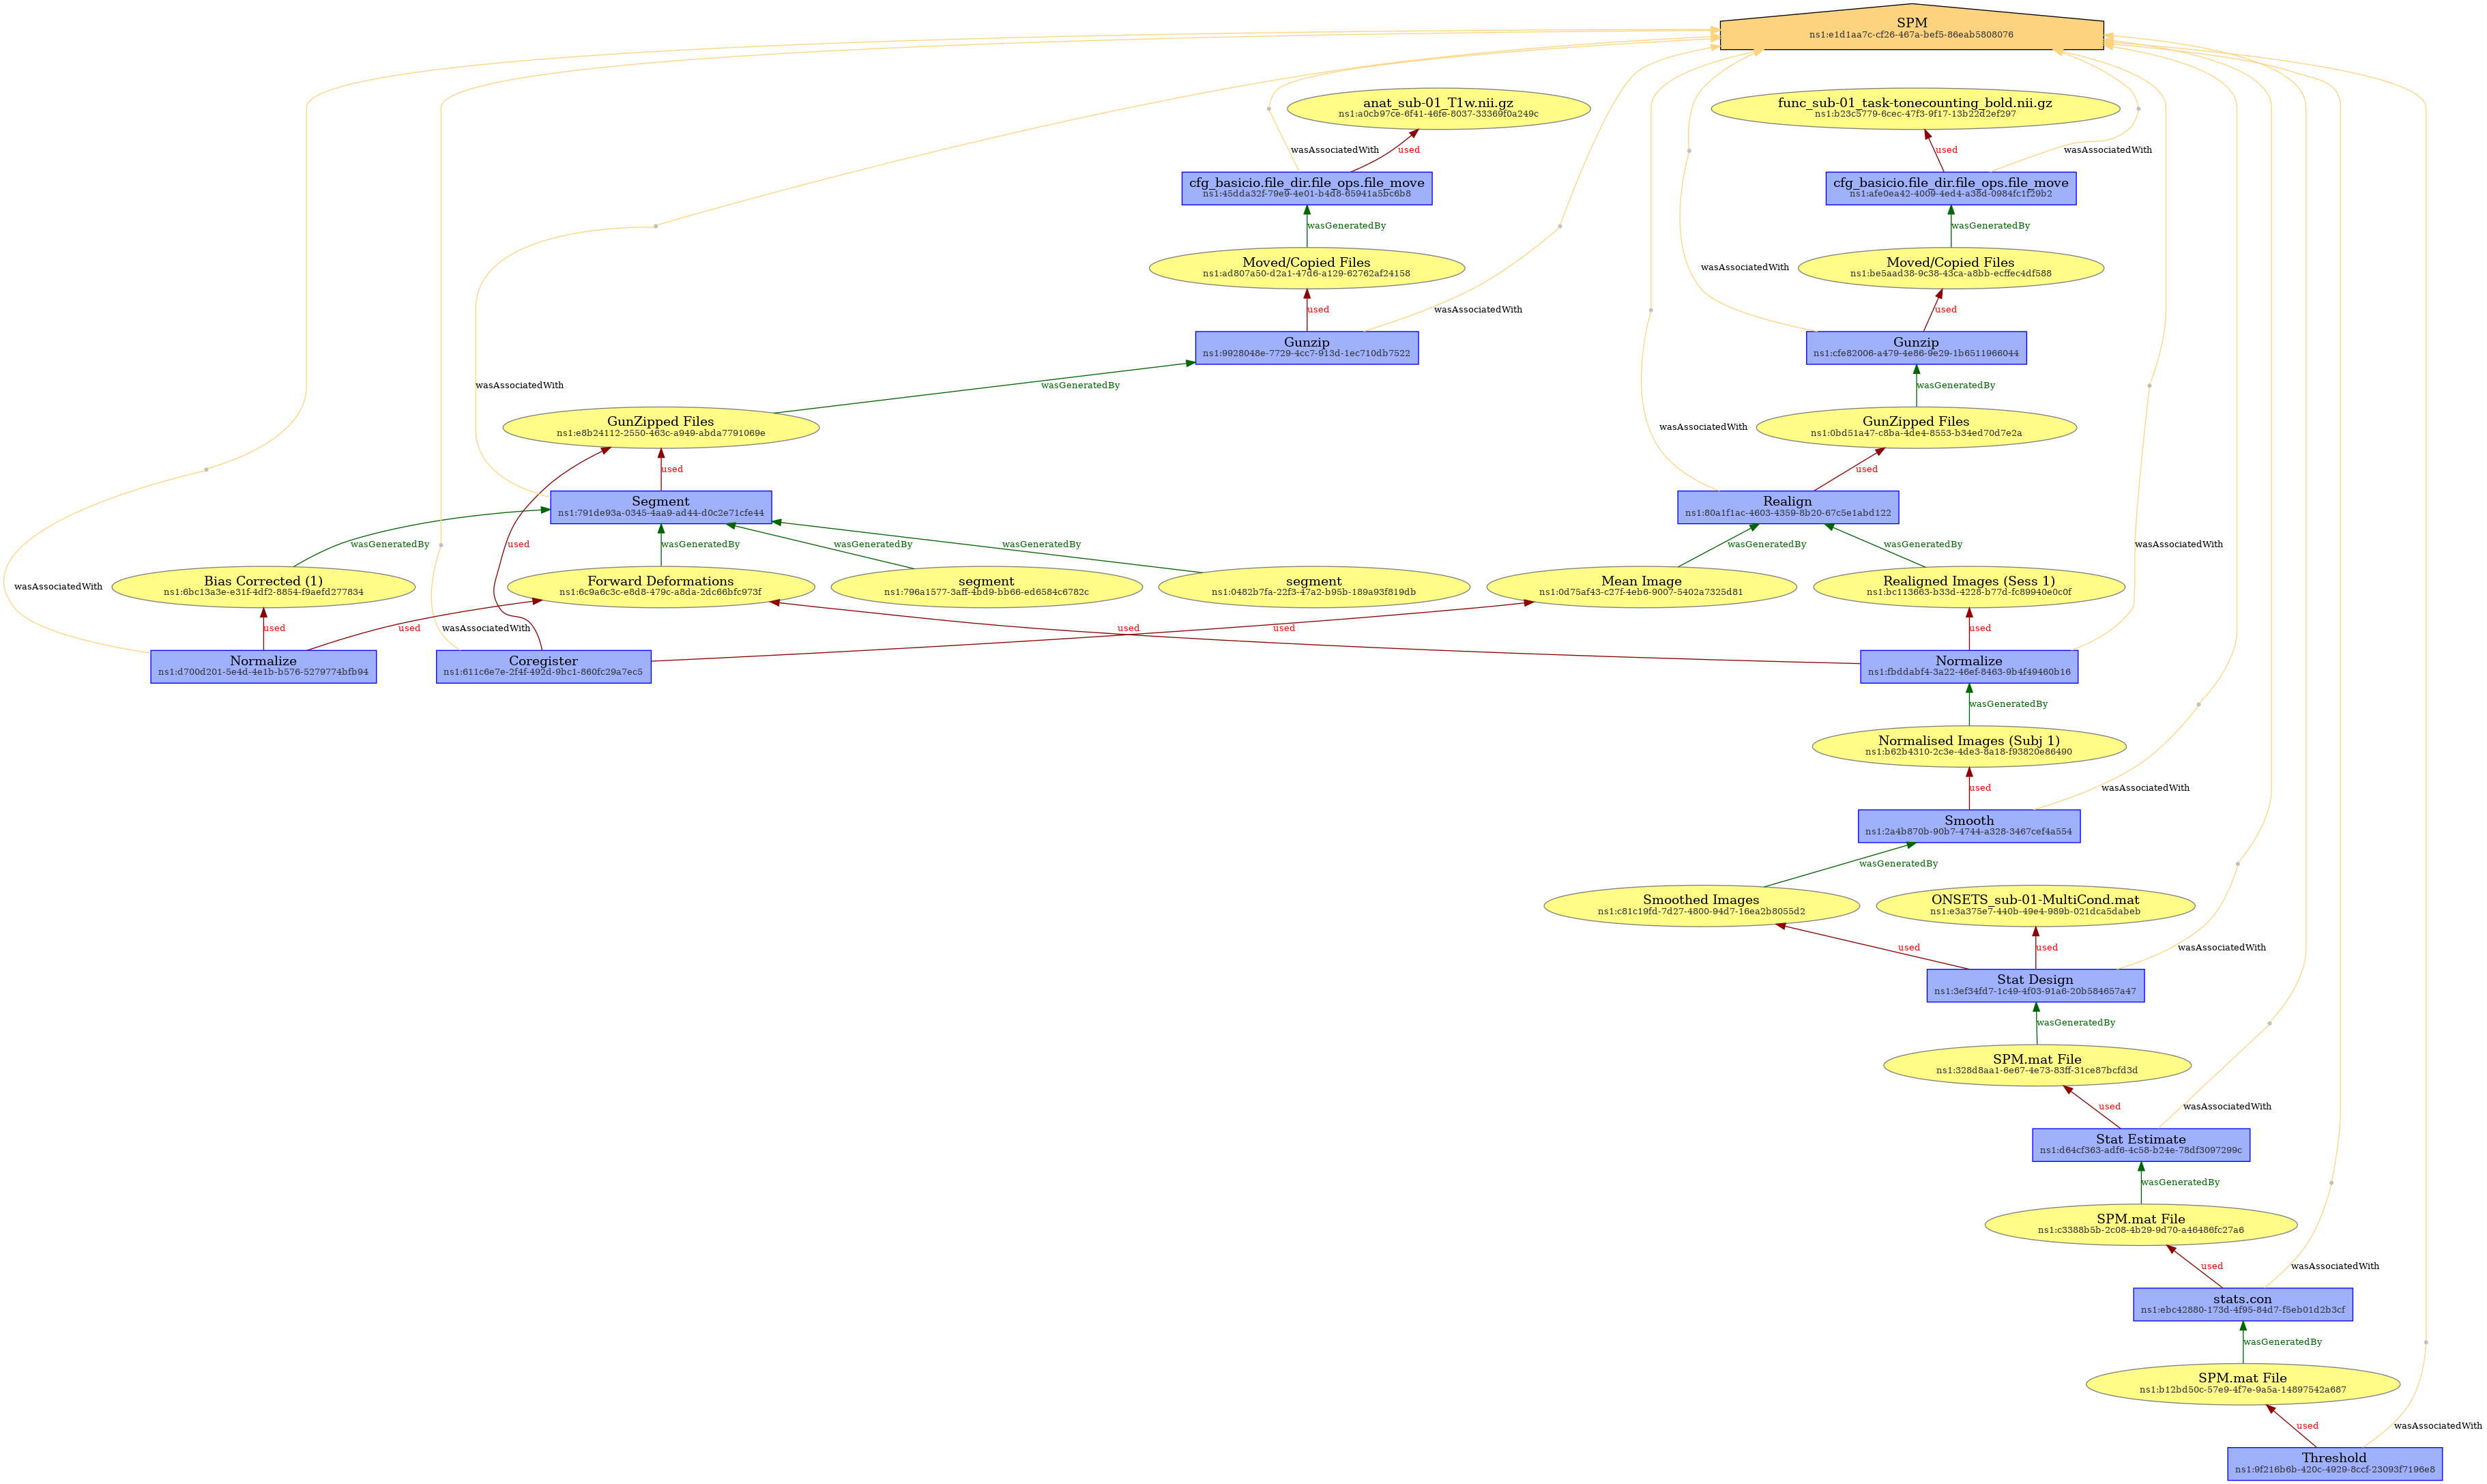 SPM
ns1:e1d1aa7c-cf26-467a-bef5-86eab5808076
anat_sub-01_T1w.nii.gz
ns1:a0cb97ce-6f41-46fe-8037-33369f0a249c
func_sub-01_task-tonecounting_bold.nii.gz
ns1:b23c5779-6cec-47f3-9f17-13b22d2ef297
wasAssociatedWith
used
used
wasAssociatedWith
cfg_basicio.file_dir.file_ops.file_move
ns1:45dda32f-79e9-4e01-b4d8-65941a5bc6b8
cfg_basicio.file_dir.file_ops.file_move
ns1:afe0ea42-4009-4ed4-a38d-0984fc1f29b2
wasGeneratedBy
wasGeneratedBy
Moved/Copied Files
ns1:ad807a50-d2a1-47d6-a129-62762af24158
Moved/Copied Files
ns1:be5aad38-9c38-43ca-a8bb-ecffec4df588
wasAssociatedWith
used
wasAssociatedWith
used
Gunzip
ns1:9928048e-7729-4cc7-913d-1ec710db7522
Gunzip
ns1:cfe82006-a479-4e86-9e29-1b6511966044
wasAssociatedWith
wasGeneratedBy
wasGeneratedBy
GunZipped Files
ns1:e8b24112-2550-463c-a949-abda7791069e
GunZipped Files
ns1:0bd51a47-c8ba-4de4-8553-b34ed70d7e2a
wasAssociatedWith
used
used
Segment
ns1:791de93a-0345-4aa9-ad44-d0c2e71cfe44
Realign
ns1:80a1f1ac-4603-4359-8b20-67c5e1abd122
wasGeneratedBy
used
wasGeneratedBy
wasGeneratedBy
wasGeneratedBy
wasGeneratedBy
wasGeneratedBy
wasAssociatedWith
wasAssociatedWith
Bias Corrected (1)
ns1:6bc13a3e-e31f-4df2-8854-f9aefd277834
Forward Deformations
ns1:6c9a6c3c-e8d8-479c-a8da-2dc66bfc973f
segment
ns1:796a1577-3aff-4bd9-bb66-ed6584c6782c
segment
ns1:0482b7fa-22f3-47a2-b95b-189a93f819db
Mean Image
ns1:0d75af43-c27f-4eb6-9007-5402a7325d81
Realigned Images (Sess 1)
ns1:bc113663-b33d-4228-b77d-fc89940e0c0f
used
used
wasAssociatedWith
used
used
used
Normalize
ns1:d700d201-5e4d-4e1b-b576-5279774bfb94
Coregister
ns1:611c6e7e-2f4f-492d-9bc1-860fc29a7ec5
Normalize
ns1:fbddabf4-3a22-46ef-8463-9b4f49460b16
wasGeneratedBy
Normalised Images (Subj 1)
ns1:b62b4310-2c3e-4de3-8a18-f93820e86490
used
wasAssociatedWith
Smooth
ns1:2a4b870b-90b7-4744-a328-3467cef4a554
wasGeneratedBy
Smoothed Images
ns1:c81c19fd-7d27-4800-94d7-16ea2b8055d2
ONSETS_sub-01-MultiCond.mat
ns1:e3a375e7-440b-49e4-989b-021dca5dabeb
used
used
wasAssociatedWith
Stat Design
ns1:3ef34fd7-1c49-4f03-91a6-20b584657a47
wasGeneratedBy
SPM.mat File
ns1:328d8aa1-6e67-4e73-83ff-31ce87bcfd3d
used
wasAssociatedWith
Stat Estimate
ns1:d64cf363-adf6-4c58-b24e-78df3097299c
wasGeneratedBy
SPM.mat File
ns1:c3388b5b-2c08-4b29-9d70-a46486fc27a6
used
wasAssociatedWith
stats.con
ns1:ebc42880-173d-4f95-84d7-f5eb01d2b3cf
wasGeneratedBy
SPM.mat File
ns1:b12bd50c-57e9-4f7e-9a5a-14897542a687
used
wasAssociatedWith
Threshold
ns1:9f216b6b-420c-4929-8ccf-23093f7196e8